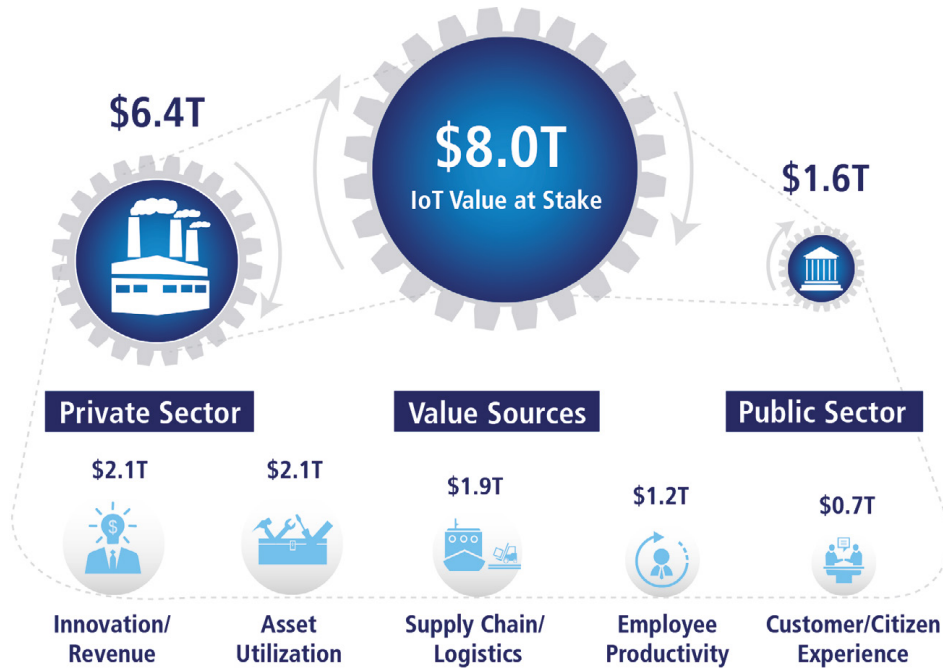 $6.4T
$8.0T
IoT Value at Stake
$1.6T
Private Sector
Value Sources
Public Sector
$2.1T
$2.1T
$1.9T
$1.2T
$0.7T
$
Innovation/
Revenue
Asset
Utilization
Supply Chain/
Logistics
Employee
Productivity
Customer/Citizen
Experience